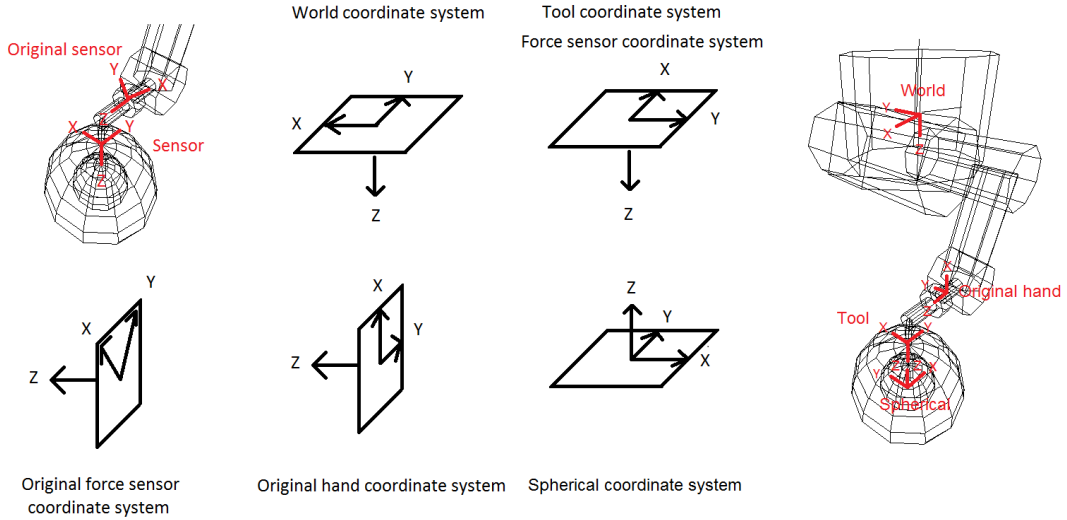 World coordinate system
Tool coordinate system
Force sensor coordinate system
Original sensor
Y
X
Z
X
Y
Sensor
Z
Y
X
Z
X
Y
Z
World
Y
X
Z
Y
X
Z
X
Y
Z
Z
Y
X
X
Y
Original hand
Z
Tool
X
Y
Z
Z
Y
X
Spherical
Original force sensor
coordinate system
Original hand coordinate system
Spherical coordinate system